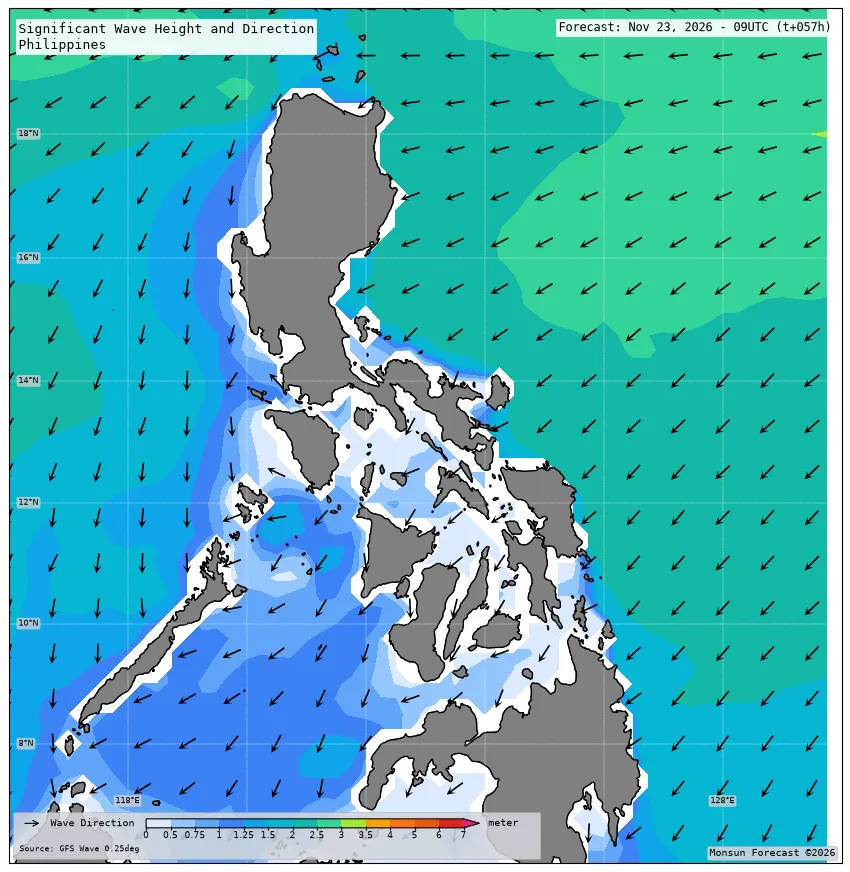 Significant Wave Height and Direction
Philippines
Forecast: Nov 23, 2026 - 09UTC (t+057h)
18°N
16°N
14°N
12°N
10°N
8°N
118°E
128°E
Wave Direction
0 0.5 0.75 1 1.25 1.5 2 2.5 3 3.5 4 5 6 7
meter
Source: GFS Wave 0.25deg
Monsun Forecast ©2026